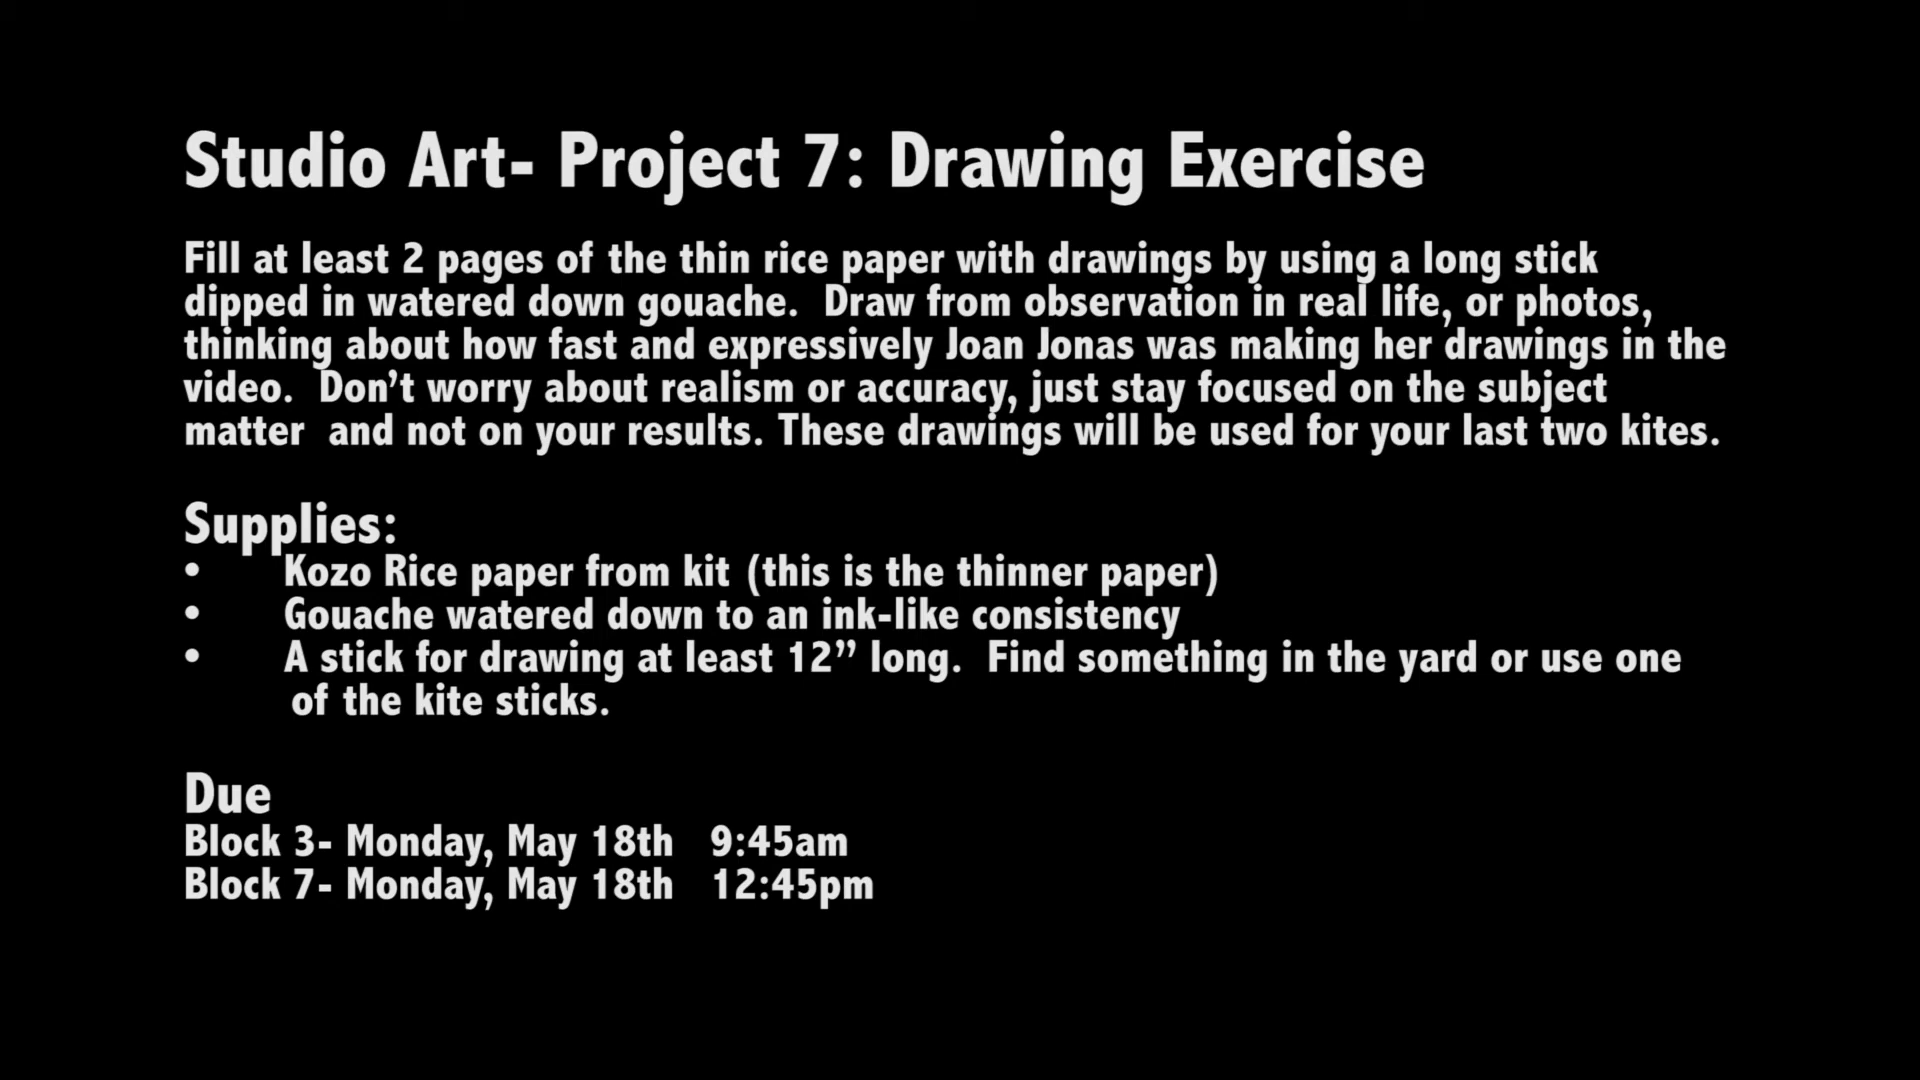 Studio Art- Project 7: Drawing Exercise
Fill at least 2 pages of the thin rice paper with drawings by using a long stick
dipped in watered down gouache.  Draw from observation in real life, or photos,
thinking about how fast and expressively Joan Jonas was making her drawings in the
video.  Don’t worry about realism or accuracy, just stay focused on the subject
matter  and not on your results. These drawings will be used for your last two kites.
Supplies:
• Kozo Rice paper from kit (this is the thinner paper)
• Gouache watered down to an ink-like consistency
• A stick for drawing at least 12” long.  Find something in the yard or use one
of the kite sticks.
Due
Block 3- Monday, May 18th   9:45am
Block 7- Monday, May 18th   12:45pm